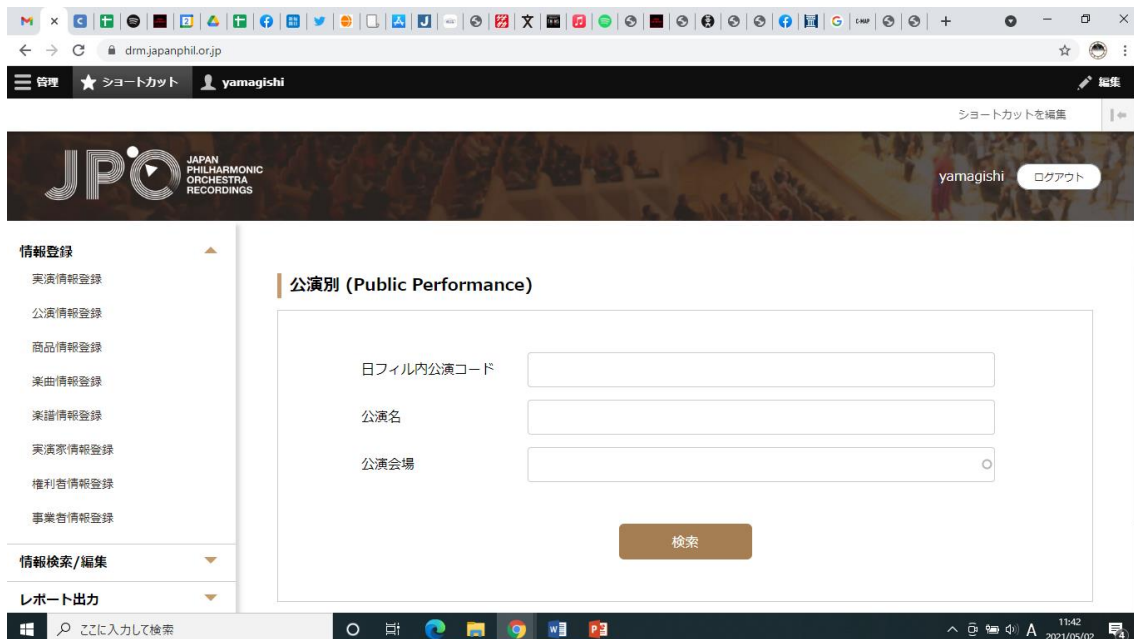 drm.japanphil.or.jp
管理
ショートカット
yamagishi
編集
ショートカットを編集
JPO
JAPAN
PHILHARMONIC
ORCHESTRA
RECORDINGS
yamagishi
ログアウト
情報登録
実演情報登録
公演情報登録
商品情報登録
楽曲情報登録
楽譜情報登録
実演家情報登録
権利者情報登録
事業者情報登録
情報検索/編集
レポート出力
公演別 (Public Performance)
日フィル内公演コード
公演名
公演会場
検索
ここに入力して検索
A
11:42
2021/05/02